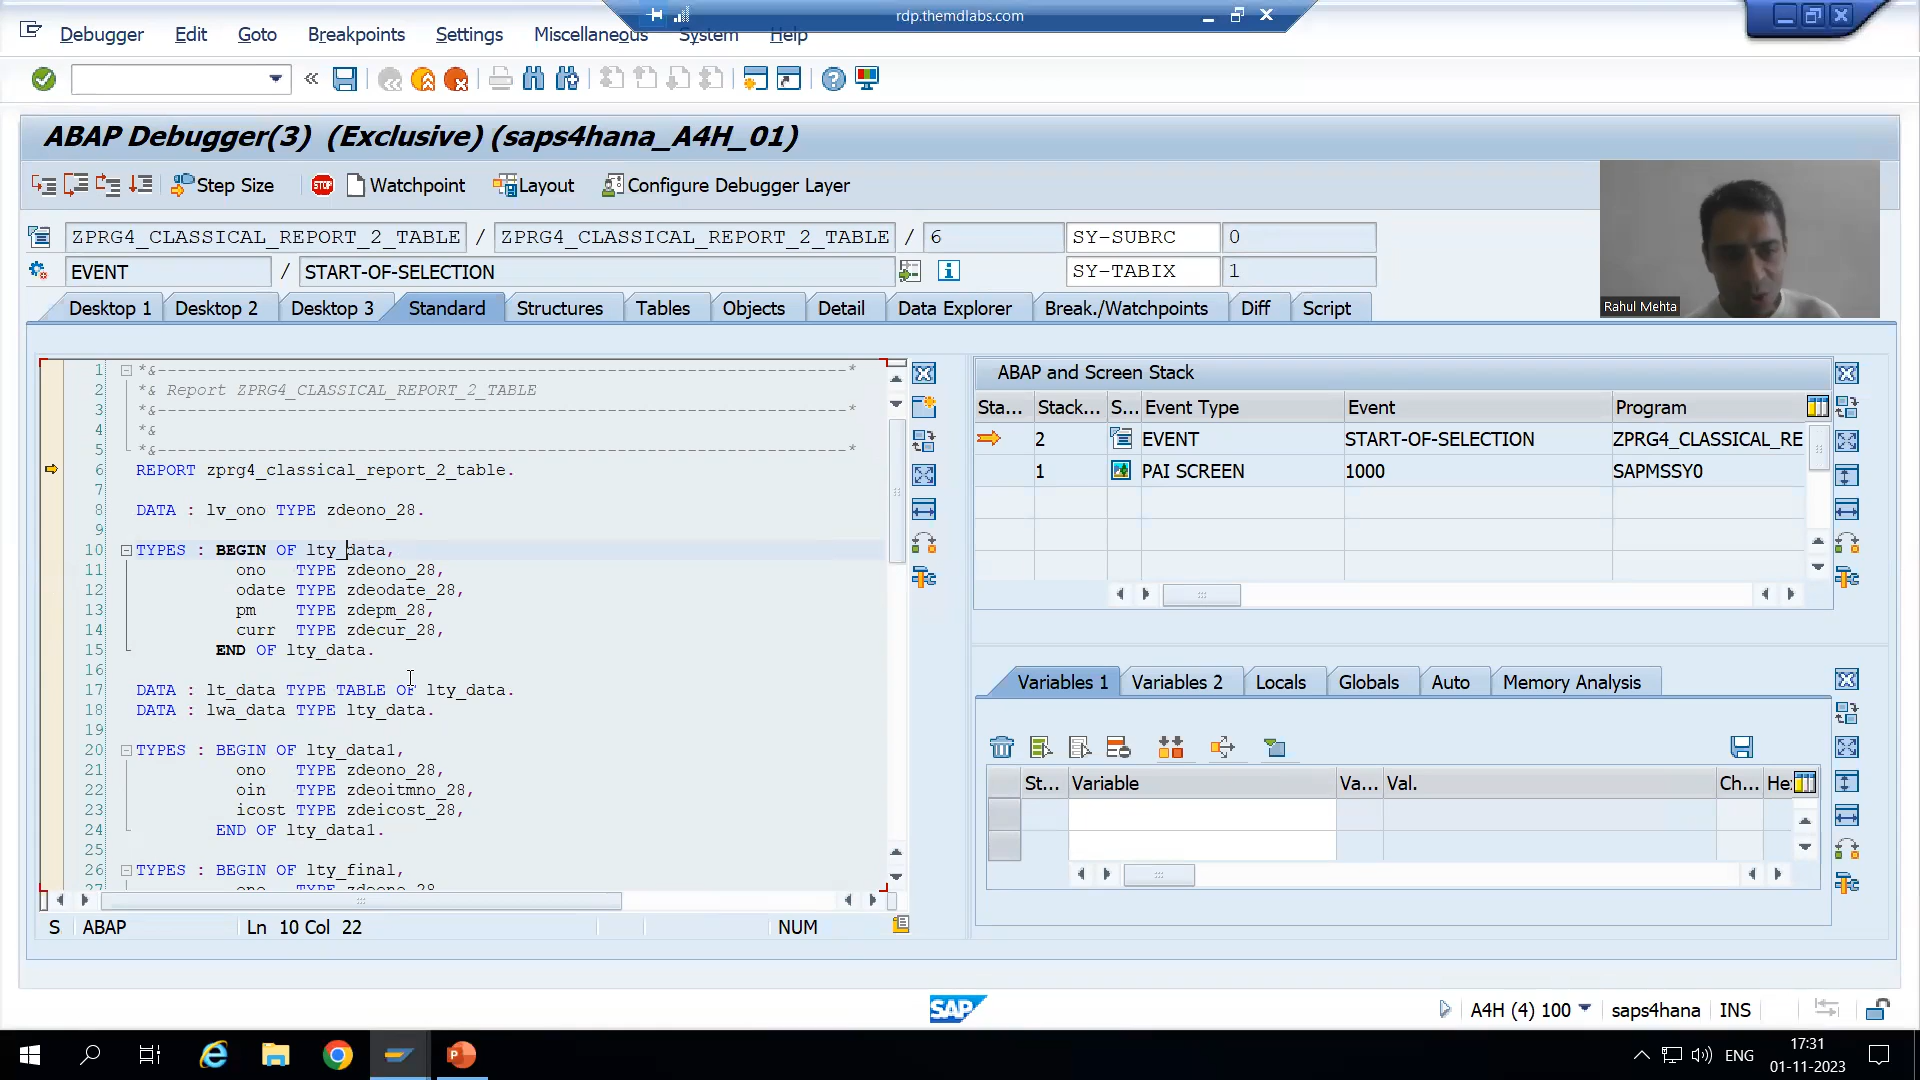 rdp.themdlabs.com
Debugger Edit Goto Breakpoints Settings Miscellaneous System Help
ABAP Debugger(3) (Exclusive) (saps4hana_A4H_01)
Step Size STOP Watchpoint Layout Configure Debugger Layer
ZPRG4_CLASSICAL_REPORT_2_TABLE / ZPRG4_CLASSICAL_REPORT_2_TABLE / 6 SY-SUBRC 0
EVENT / START-OF-SELECTION SY-TABIX 1
Rahul Mehta
Desktop 1 Desktop 2 Desktop 3 Standard Structures Tables Objects Detail Data Explorer Break./Watchpoints Diff Script
1 *&---------------------------------------------------------------------*
2 *& Report ZPRG4_CLASSICAL_REPORT_2_TABLE
3 *&---------------------------------------------------------------------*
4 *&
5 *&---------------------------------------------------------------------*
6 REPORT zprg4_classical_report_2_table.
7
8 DATA : lv_ono TYPE zdeono_28.
9
10 TYPES : BEGIN OF lty_data,
11 ono TYPE zdeono_28,
12 odate TYPE zdeodate_28,
13 pm TYPE zdepm_28,
14 curr TYPE zdecur_28,
15 END OF lty_data.
16
17 DATA : lt_data TYPE TABLE OF lty_data.
18 DATA : lwa_data TYPE lty_data.
19
20 TYPES : BEGIN OF lty_data1,
21 ono TYPE zdeono_28,
22 oin TYPE zdeoitmno_28,
23 icost TYPE zdeicost_28,
24 END OF lty_data1.
25
26 TYPES : BEGIN OF lty_final,
27 ono TYPE zdeono_28
S ABAP Ln 10 Col 22 NUM
ABAP and Screen Stack
Sta... Stack... S... Event Type Event Program
2 EVENT START-OF-SELECTION ZPRG4_CLASSICAL_RE
1 PAI SCREEN 1000 SAPMSSY0
Variables 1 Variables 2 Locals Globals Auto Memory Analysis
St... Variable Va... Val. Ch... He
SAP
A4H (4) 100 saps4hana INS
ENG
17:31
01-11-2023